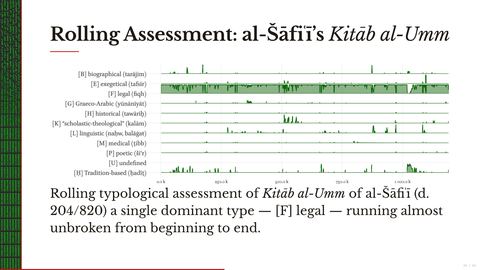 Rolling Assessment: al-Šāfiʿī’s Kitāb al-Umm
[B] biographical (tarāǧim)
[E] exegetical (tafsīr)
[F] legal (fiqh)
[G] Graeco-Arabic (yūnāniyāt)
[H] historical (tawārīḫ)
[K] “scholastic-theological” (kalām)
[L] linguistic (naḥw, balāġaŧ)
[M] medical (ṭibb)
[P] poetic (šiʿr)
[U] undefined
[H] Tradition-based (ḥadīṯ)
Rolling typological assessment of Kitāb al-Umm of al-Šāfiʿī (d.
204/820) a single dominant type — [F] legal — running almost
unbroken from beginning to end.